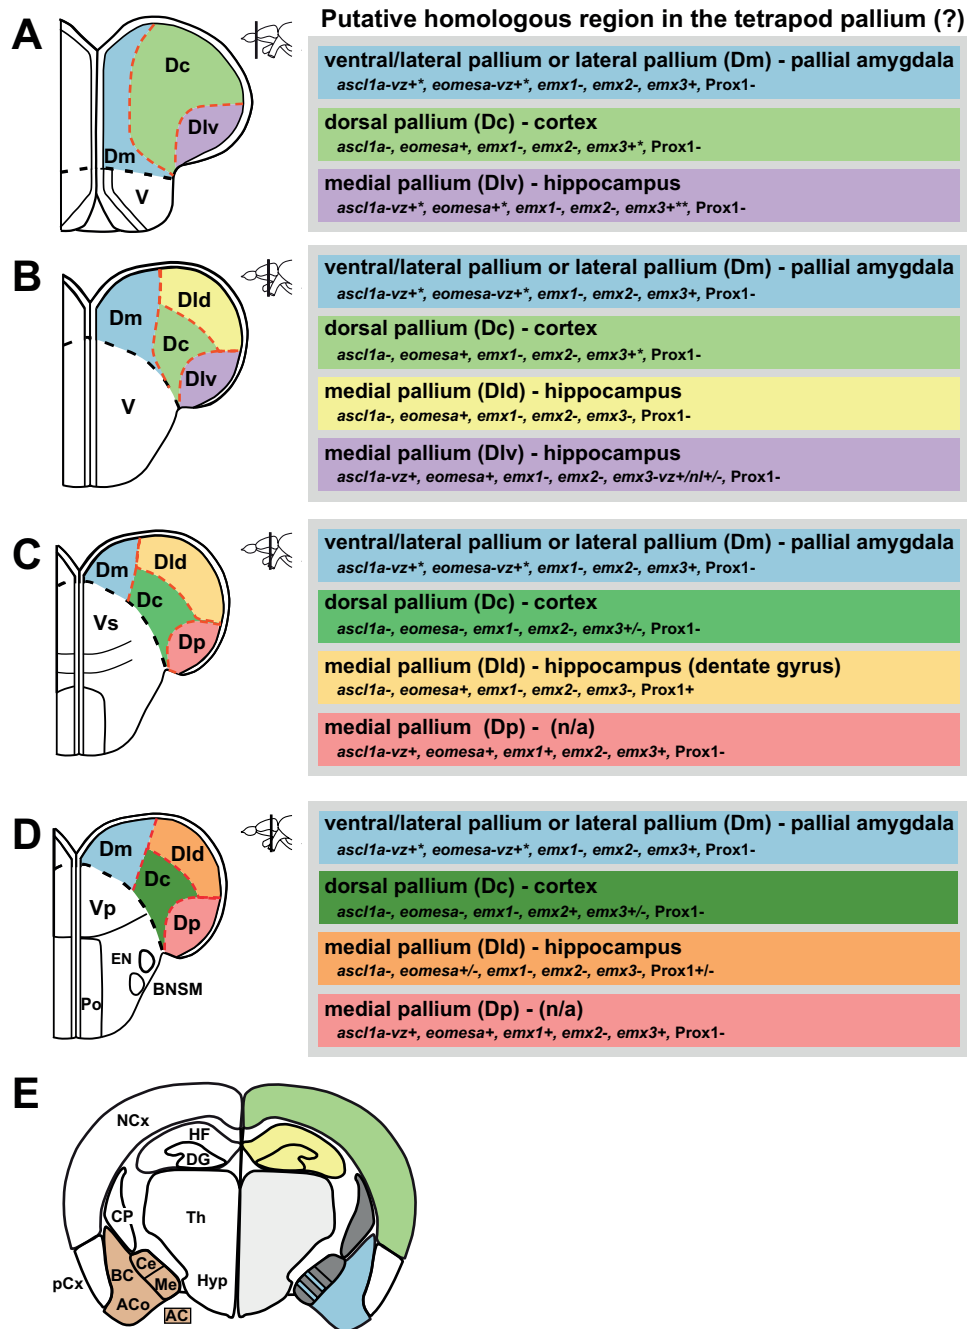 Putative homologous region in the tetrapod pallium (?)
A
Dc
Dlv
Dm
V
ventral/lateral pallium or lateral pallium (Dm) - pallial amygdala
ascl1a-vz+*, eomesa-vz+*, emx1-, emx2-, emx3+, Prox1-
dorsal pallium (Dc) - cortex
ascl1a-, eomesa+, emx1-, emx2-, emx3+*, Prox1-
medial pallium (Dlv) - hippocampus
ascl1a-vz+*, eomesa+*, emx1-, emx2-, emx3+**, Prox1-
B
Dld
Dm
Dc
Dlv
V
ventral/lateral pallium or lateral pallium (Dm) - pallial amygdala
ascl1a-vz+*, eomesa-vz+*, emx1-, emx2-, emx3+, Prox1-
dorsal pallium (Dc) - cortex
ascl1a-, eomesa+, emx1-, emx2-, emx3+*, Prox1-
medial pallium (Dld) - hippocampus
ascl1a-, eomesa+, emx1-, emx2-, emx3-, Prox1-
medial pallium (Dlv) - hippocampus
ascl1a-vz+, eomesa+, emx1-, emx2-, emx3-vz+/nl+/-, Prox1-
C
Dm
Dld
Dc
Vs
Dp
ventral/lateral pallium or lateral pallium (Dm) - pallial amygdala
ascl1a-vz+*, eomesa-vz+*, emx1-, emx2-, emx3+, Prox1-
dorsal pallium (Dc) - cortex
ascl1a-, eomesa-, emx1-, emx2-, emx3+/-, Prox1-
medial pallium (Dld) - hippocampus (dentate gyrus)
ascl1a-, eomesa+, emx1-, emx2-, emx3-, Prox1+
medial pallium (Dp) - (n/a)
ascl1a-vz+, eomesa+, emx1+, emx2-, emx3+, Prox1-
D
Dm
Dld
Dc
Vp
Dp
EN
BNSM
Po
ventral/lateral pallium or lateral pallium (Dm) - pallial amygdala
ascl1a-vz+*, eomesa-vz+*, emx1-, emx2-, emx3+, Prox1-
dorsal pallium (Dc) - cortex
ascl1a-, eomesa-, emx1-, emx2+, emx3+/-, Prox1-
medial pallium (Dld) - hippocampus
ascl1a-, eomesa+/-, emx1-, emx2-, emx3-, Prox1+/-
medial pallium (Dp) - (n/a)
ascl1a-vz+, eomesa+, emx1+, emx2-, emx3+, Prox1-
E
NCx
HF
DG
CP
Th
Ce
BC
Me
Hyp
pCx
ACo
AC